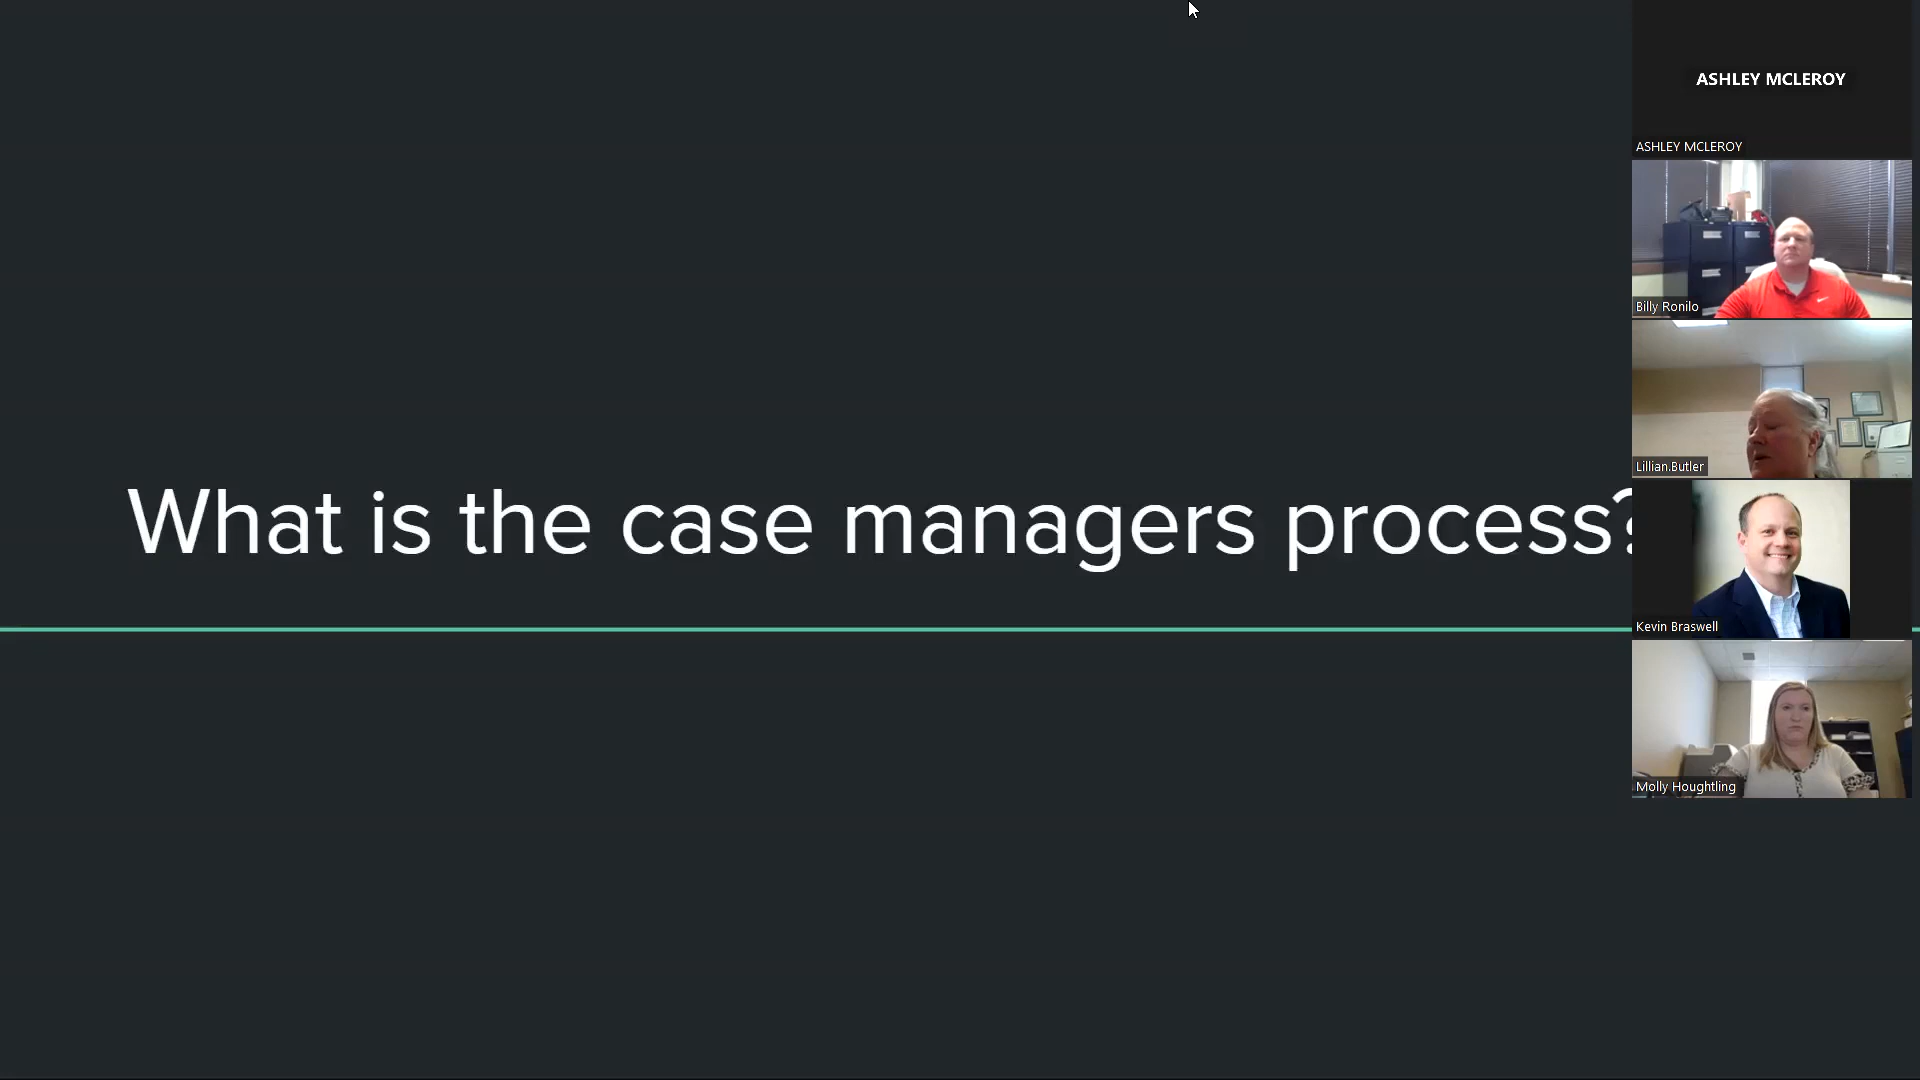 ASHLEY MCLEROY
ASHLEY MCLEROY
Billy Ronilo
Lillian.Butler
What is the case managers process?
Kevin Braswell
Molly Houghtling